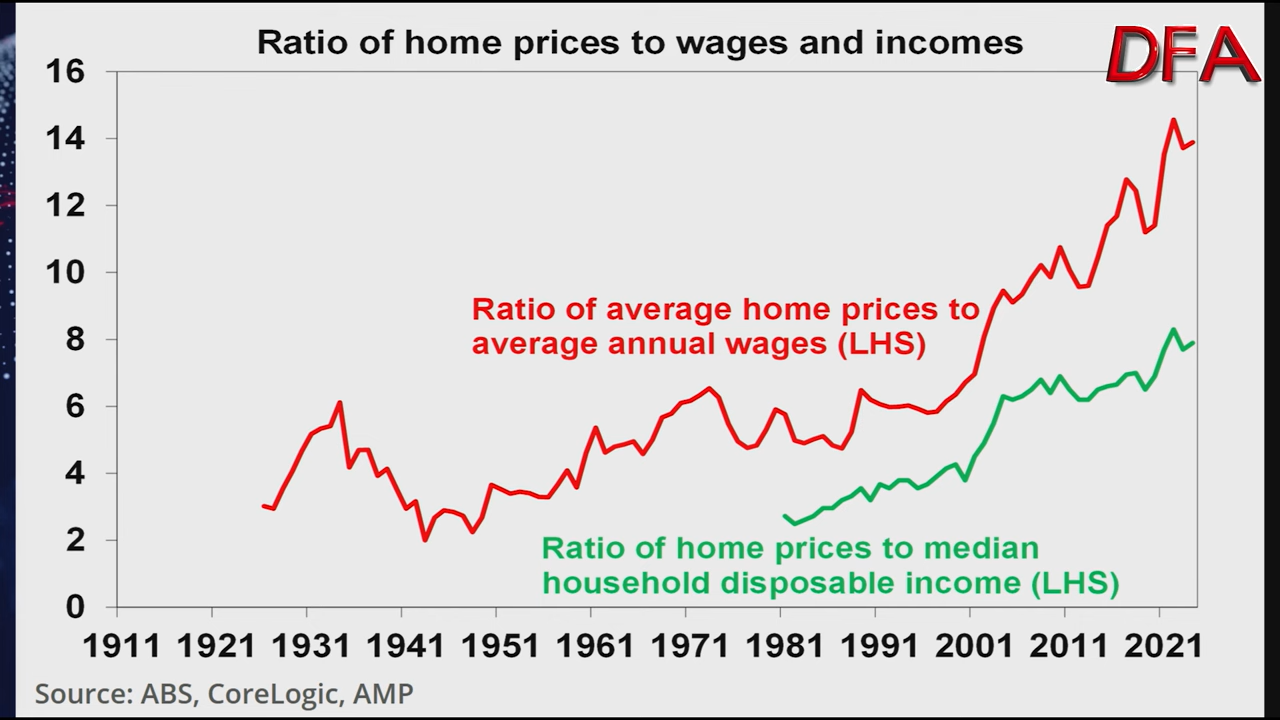 Ratio of home prices to wages and incomes
DFA
16
14
12
10
8
6
4
2
0
Ratio of average home prices to
average annual wages (LHS)
Ratio of home prices to median
household disposable income (LHS)
1911 1921 1931 1941 1951 1961 1971 1981 1991 2001 2011 2021
Source: ABS, CoreLogic, AMP